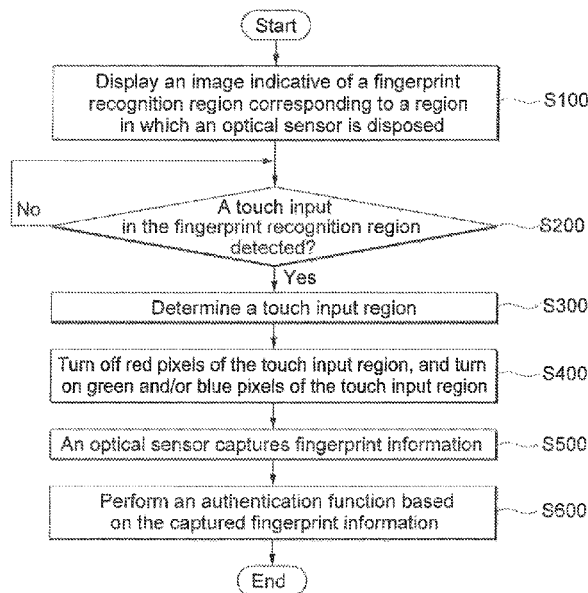 Start
Display an image indicative of a fingerprint
recognition region corresponding to a region
in which an optical sensor is disposed
S100
No
A touch input
in the fingerprint recognition region
detected?
S200
Yes
Determine a touch input region
S300
Turn off red pixels of the touch input region, and turn
on green and/or blue pixels of the touch input region
S400
An optical sensor captures fingerprint information
S500
Perform an authentication function based
on the captured fingerprint information
S600
End